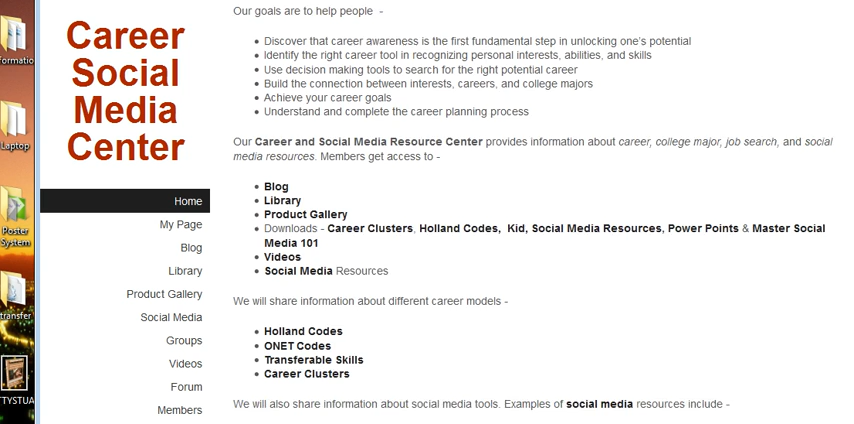 formatio
Laptop
Poster
System
transfer
TTYSTUA
Career
Social
Media
Center
Home
My Page
Blog
Library
Product Gallery
Social Media
Groups
Videos
Forum
Members
Our goals are to help people  -
• Discover that career awareness is the first fundamental step in unlocking one's potential
• Identify the right career tool in recognizing personal interests, abilities, and skills
• Use decision making tools to search for the right potential career
• Build the connection between interests, careers, and college majors
• Achieve your career goals
• Understand and complete the career planning process
Our Career and Social Media Resource Center provides information about career, college major, job search, and social
media resources. Members get access to -
• Blog
• Library
• Product Gallery
• Downloads - Career Clusters, Holland Codes,  Kid, Social Media Resources, Power Points & Master Social
Media 101
• Videos
• Social Media Resources
We will share information about different career models -
• Holland Codes
• ONET Codes
• Transferable Skills
• Career Clusters
We will also share information about social media tools. Examples of social media resources include -